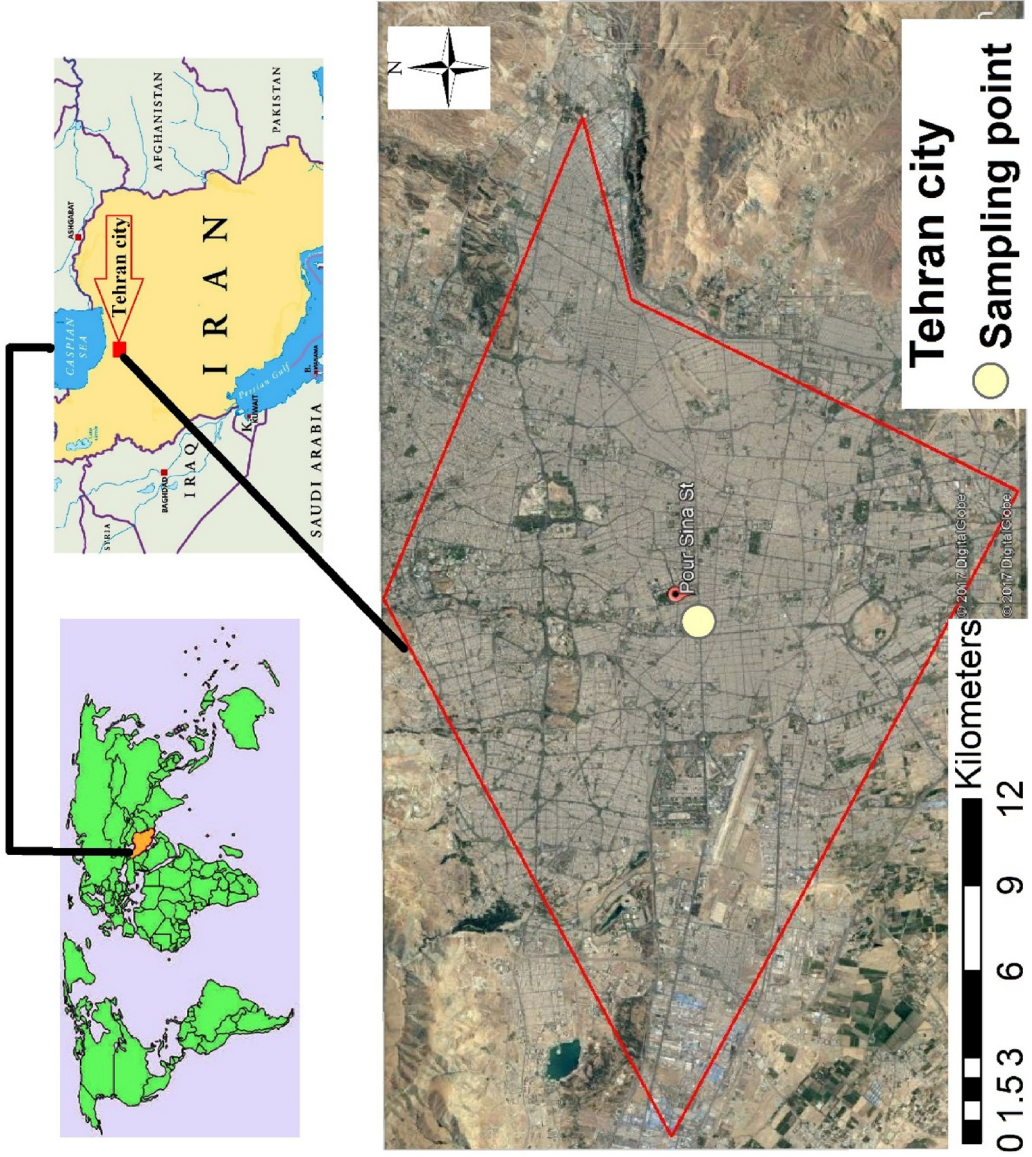 CASPIAN
SEA
ASHGABAT
Tehran city
SYRIA
BAGHDAD
IRAQ
I R A N
AFGHANISTAN
K.
KUWAIT
Persian Gulf
PAKISTAN
SAUDI ARABIA
B.
MANAMA
N
Pour Sina St
© 2017 DigitalGlobe
© 2017 DigitalGlobe
Kilometers
0 1.5 3 6 9 12
Tehran city
Sampling point